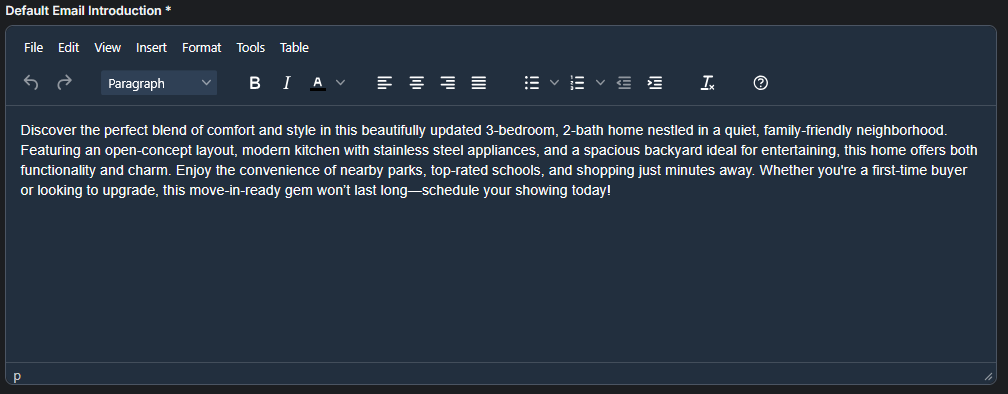 Default Email Introduction *
File Edit View Insert Format Tools Table
Paragraph B I A
Discover the perfect blend of comfort and style in this beautifully updated 3-bedroom, 2-bath home nestled in a quiet, family-friendly neighborhood.
Featuring an open-concept layout, modern kitchen with stainless steel appliances, and a spacious backyard ideal for entertaining, this home offers both
functionality and charm. Enjoy the convenience of nearby parks, top-rated schools, and shopping just minutes away. Whether you're a first-time buyer
or looking to upgrade, this move-in-ready gem won't last long—schedule your showing today!
p